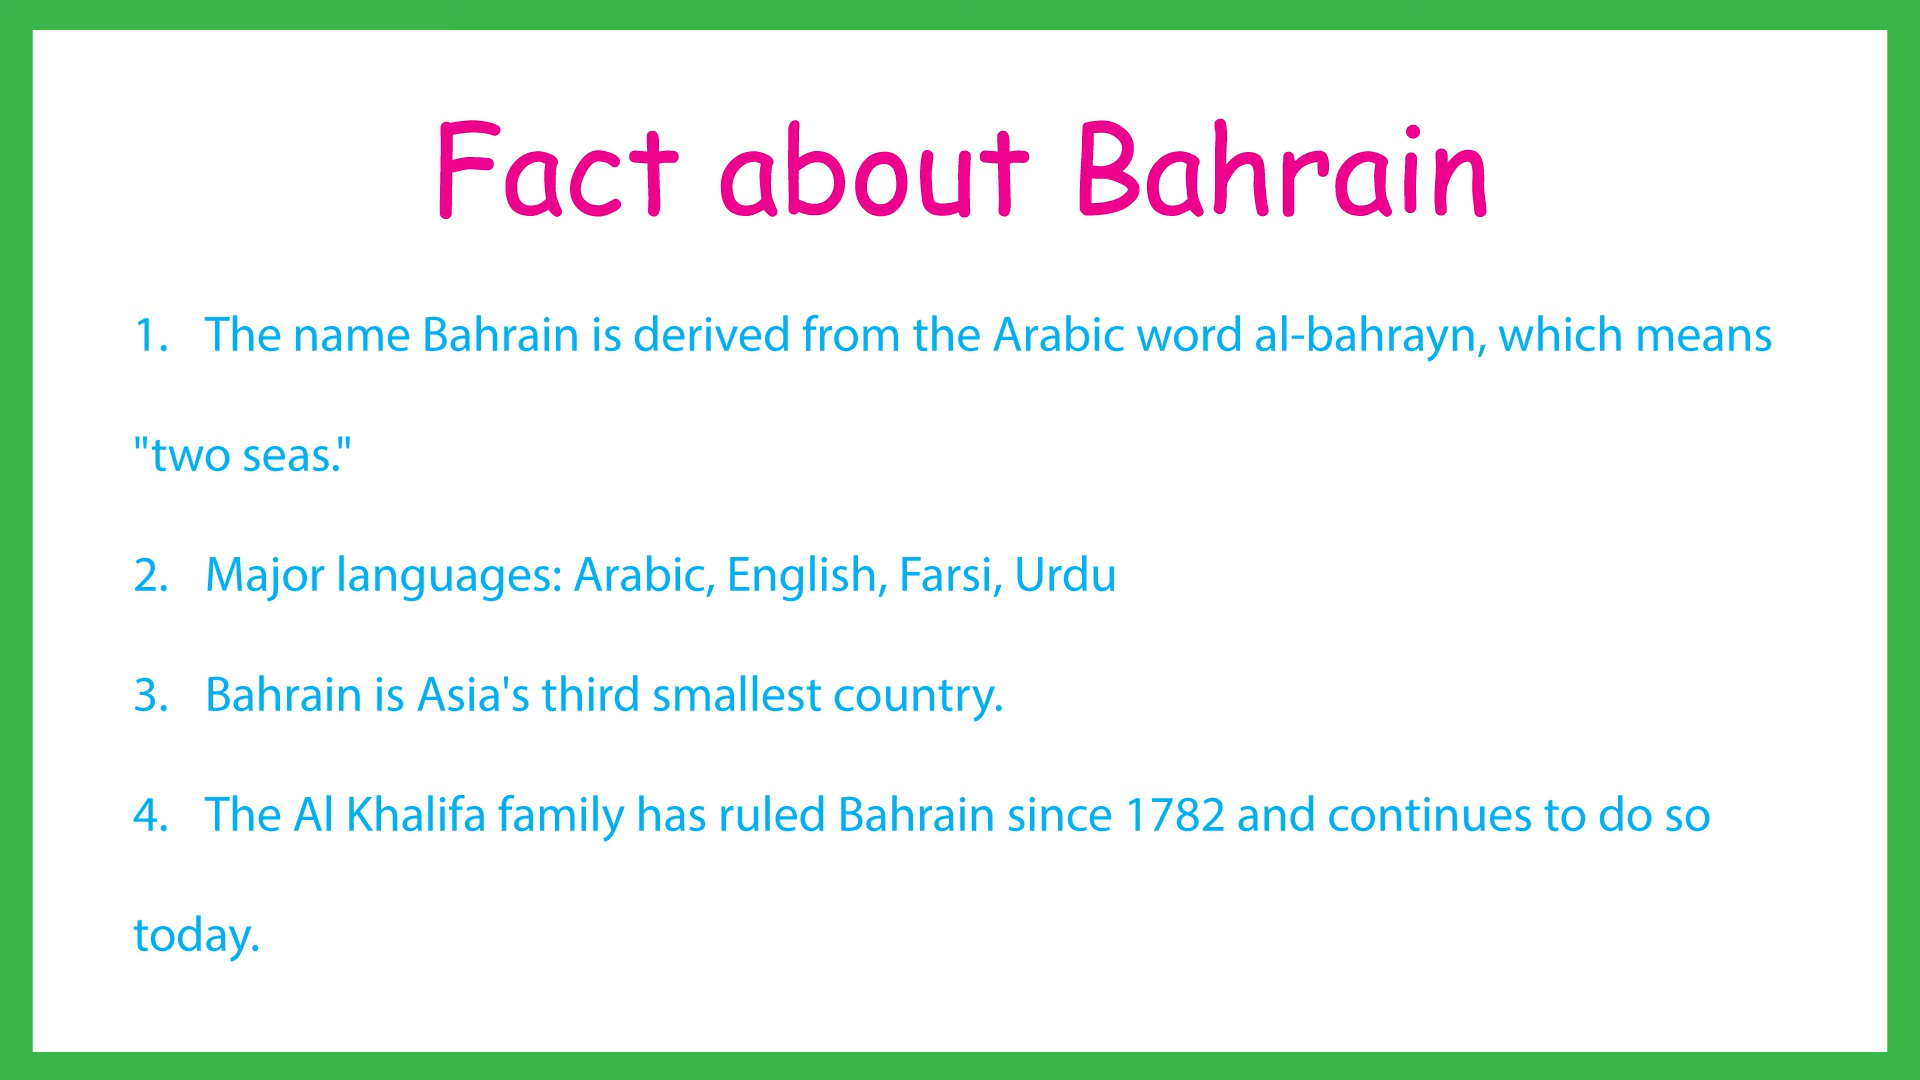 Fact about Bahrain
1. The name Bahrain is derived from the Arabic word al-bahrayn, which means
"two seas."
2. Major languages: Arabic, English, Farsi, Urdu
3. Bahrain is Asia's third smallest country.
4. The Al Khalifa family has ruled Bahrain since 1782 and continues to do so
today.